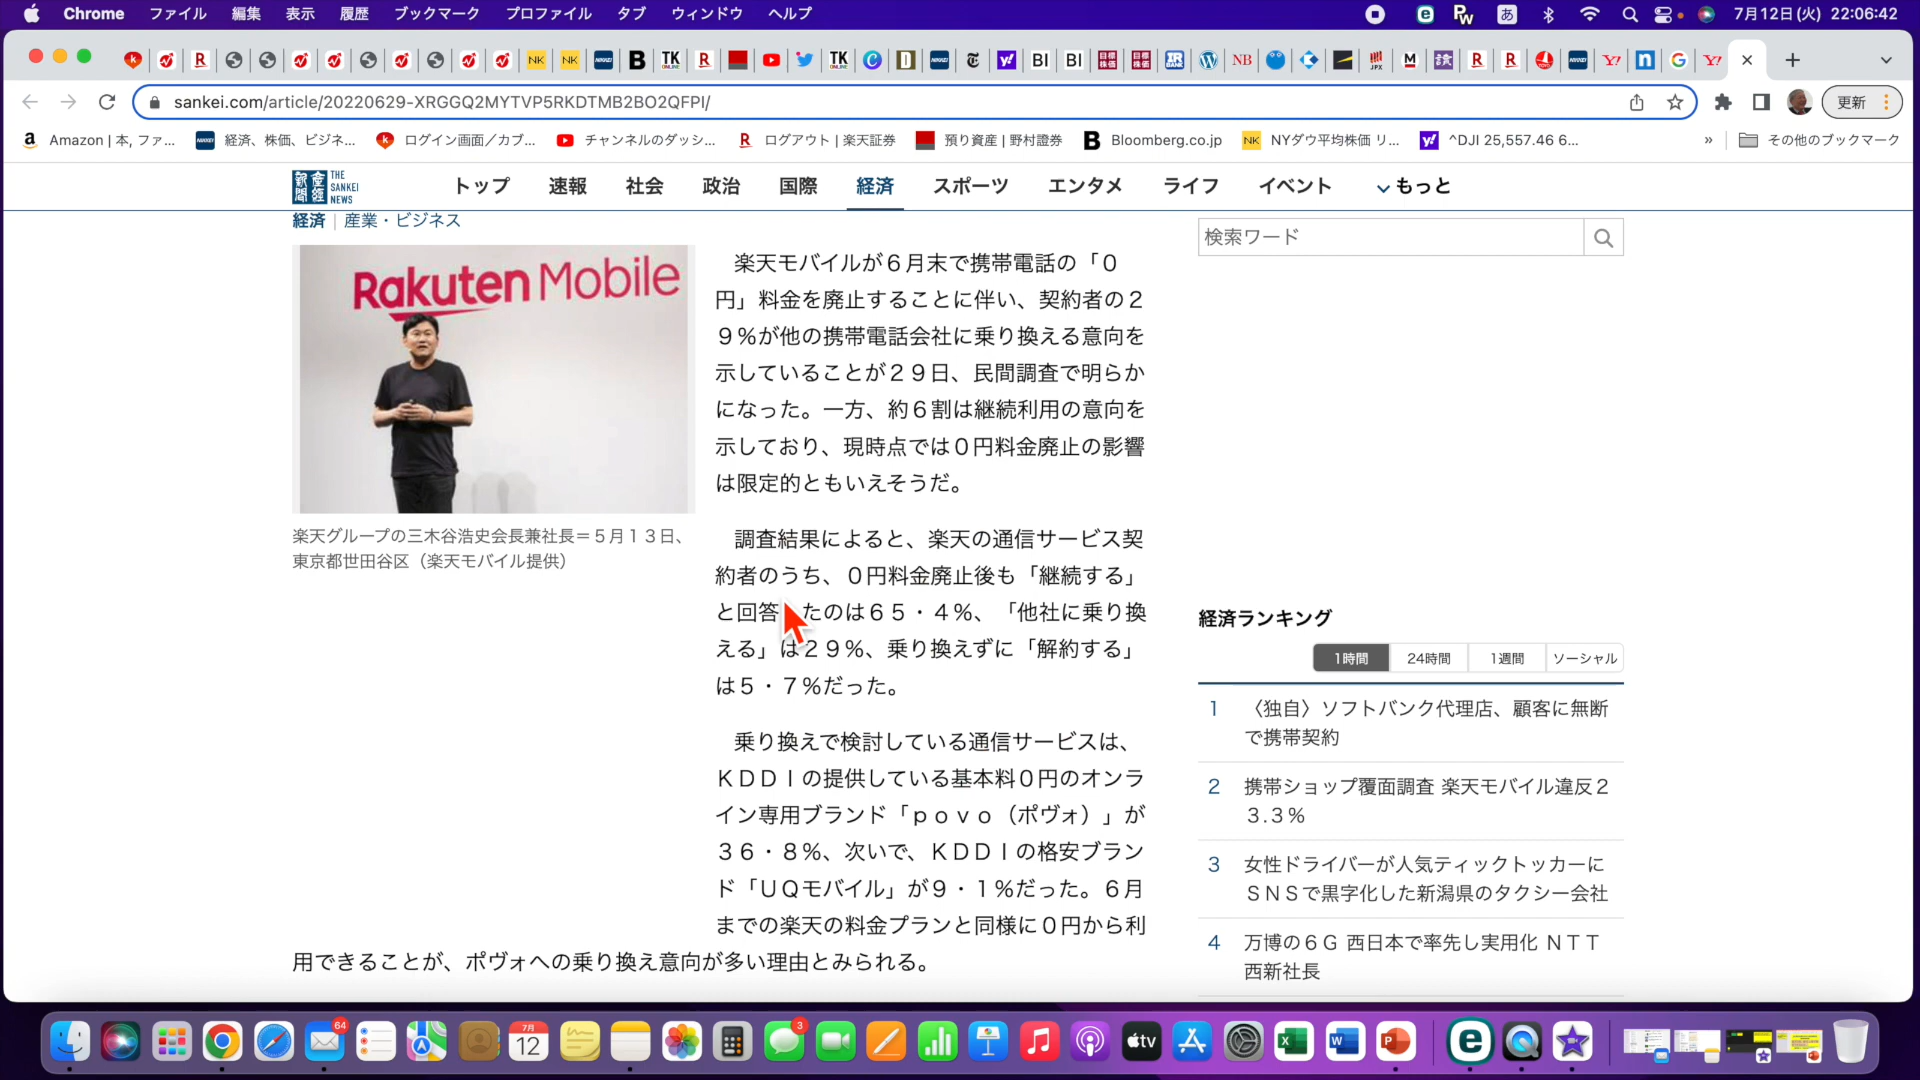 Chrome ファイル 編集 表示 履歴 ブックマーク プロファイル タブ ウィンドウ ヘルプ
7月12日(火) 22:06:42
sankei.com/article/20220629-XRGGQ2MYTVP5RKDTMB2BO2QFPI/
更新
Amazon | 本, ファ... 経済、株価、ビジネ... ログイン画面／カブ... チャンネルのダッシ... ログアウト | 楽天証券 預り資産 | 野村證券 Bloomberg.co.jp NYダウ平均株価 リ... ^DJI 25,557.46 6... » その他のブックマーク
産經新聞 THE SANKEI NEWS
トップ 速報 社会 政治 国際 経済 スポーツ エンタメ ライフ イベント もっと
経済 | 産業・ビジネス
検索ワード
Rakuten Mobile
楽天グループの三木谷浩史会長兼社長＝５月１３日、
東京都世田谷区（楽天モバイル提供）
楽天モバイルが６月末で携帯電話の「０
円」料金を廃止することに伴い、契約者の２
９％が他の携帯電話会社に乗り換える意向を
示していることが２９日、民間調査で明らか
になった。一方、約６割は継続利用の意向を
示しており、現時点では０円料金廃止の影響
は限定的ともいえそうだ。
調査結果によると、楽天の通信サービス契
約者のうち、０円料金廃止後も「継続する」
と回答たのは６５・４％、「他社に乗り換
える」は２９％、乗り換えずに「解約する」
は５・７％だった。
乗り換えで検討している通信サービスは、
ＫＤＤＩの提供している基本料０円のオンラ
イン専用ブランド「ｐｏｖｏ（ポヴォ）」が
３６・８％、次いで、ＫＤＤＩの格安ブラン
ド「ＵＱモバイル」が９・１％だった。６月
までの楽天の料金プランと同様に０円から利
用できることが、ポヴォへの乗り換え意向が多い理由とみられる。
経済ランキング
1時間 24時間 1週間 ソーシャル
1 〈独自〉ソフトバンク代理店、顧客に無断
で携帯契約
2 携帯ショップ覆面調査 楽天モバイル違反２
３.３％
3 女性ドライバーが人気ティックトッカーに
ＳＮＳで黒字化した新潟県のタクシー会社
4 万博の６Ｇ 西日本で率先し実用化 ＮＴＴ
西新社長
64
7月
12
3
tv